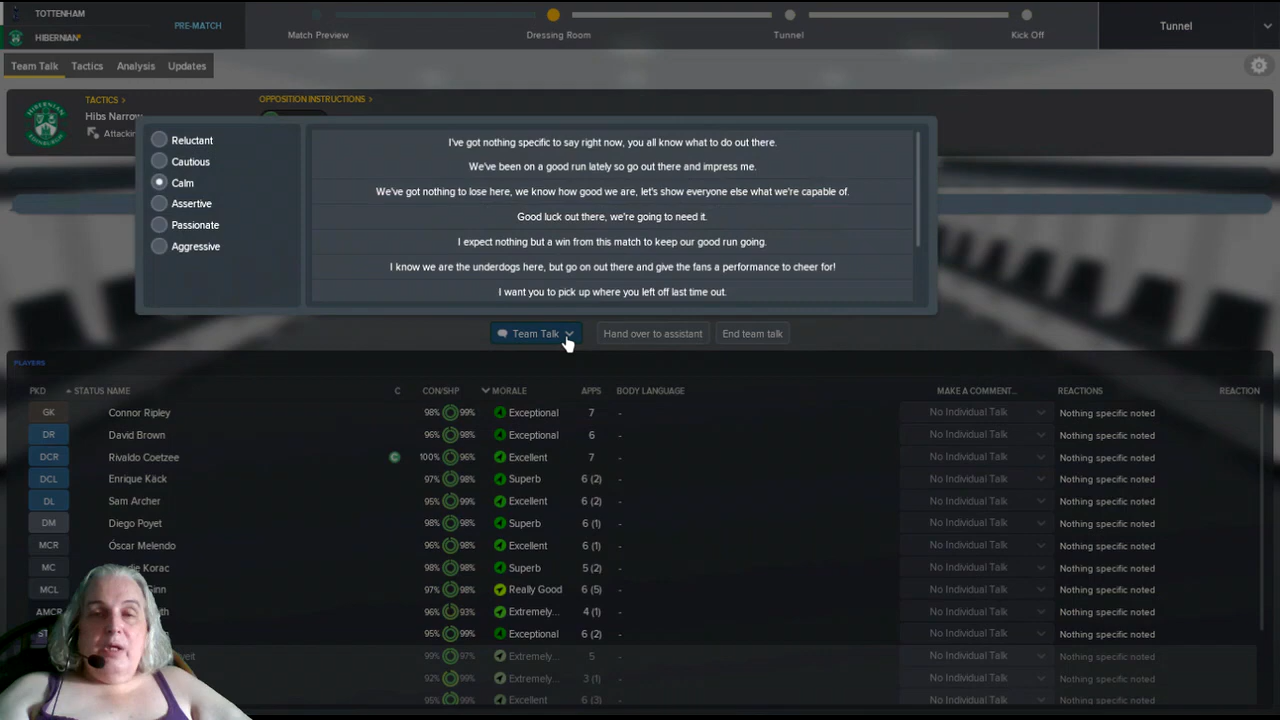 TOTTENHAM
HIBERNIAN*
PRE-MATCH
Match Preview
Dressing Room
Tunnel
Kick Off
Tunnel
Team Talk Tactics Analysis Updates
HIBERNIAN
EDINBURGH
TACTICS >
Hibs Narrow
Attacking
OPPOSITION INSTRUCTIONS >
Reluctant
Cautious
Calm
Assertive
Passionate
Aggressive
I've got nothing specific to say right now, you all know what to do out there.
We've been on a good run lately so go out there and impress me.
We've got nothing to lose here, we know how good we are, let's show everyone else what we're capable of.
Good luck out there, we're going to need it.
I expect nothing but a win from this match to keep our good run going.
I know we are the underdogs here, but go on out there and give the fans a performance to cheer for!
I want you to pick up where you left off last time out.
Team Talk Hand over to assistant End team talk
PLAYERS
PKD STATUS NAME C CON/SHP MORALE APPS BODY LANGUAGE MAKE A COMMENT... REACTIONS REACTION
GK Connor Ripley 98% 99% Exceptional 7 - No Individual Talk Nothing specific noted
DR David Brown 96% 98% Exceptional 6 - No Individual Talk Nothing specific noted
DCR Rivaldo Coetzee C 100% 96% Excellent 7 - No Individual Talk Nothing specific noted
DCL Enrique Käck 97% 98% Superb 6 (2) - No Individual Talk Nothing specific noted
DL Sam Archer 95% 99% Excellent 6 (2) - No Individual Talk Nothing specific noted
DM Diego Poyet 98% 98% Superb 6 (1) - No Individual Talk Nothing specific noted
MCR Óscar Melendo 96% 98% Excellent 6 (1) - No Individual Talk Nothing specific noted
MC Korac 98% 98% Superb 5 (2) - No Individual Talk Nothing specific noted
MCL 97% 98% Really Good 6 (5) - No Individual Talk Nothing specific noted
AMCR 96% 93% Extremely... 4 (1) - No Individual Talk Nothing specific noted
95% 99% Exceptional 6 (2) - No Individual Talk Nothing specific noted
99% 97% Extremely... 5 - No Individual Talk Nothing specific noted
92% 99% Extremely... 3 (1) - No Individual Talk Nothing specific noted
95% 99% Excellent 6 (3) - No Individual Talk Nothing specific noted